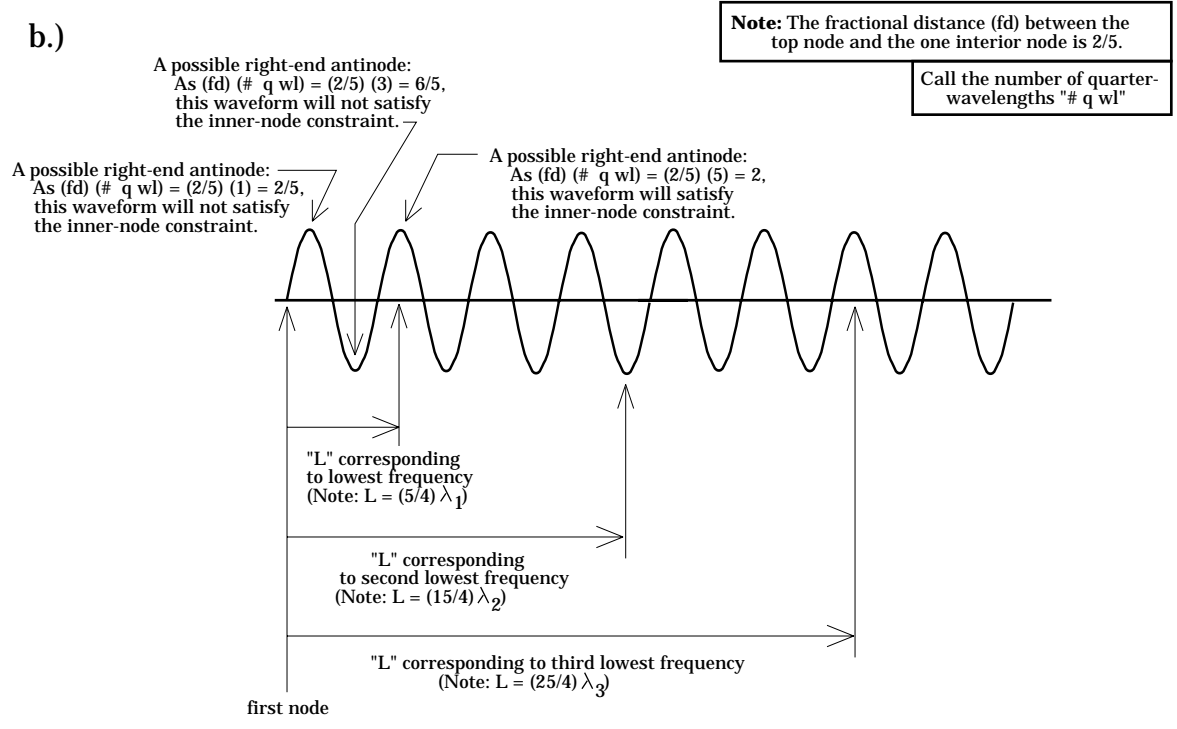 b.)
Note: The fractional distance (fd) between the
top node and the one interior node is 2/5.
Call the number of quarter-
wavelengths "# q wl"
A possible right-end antinode:
As (fd) (# q wl) = (2/5) (3) = 6/5,
this waveform will not satisfy
the inner-node constraint.
A possible right-end antinode:
As (fd) (# q wl) = (2/5) (1) = 2/5,
this waveform will not satisfy
the inner-node constraint.
A possible right-end antinode:
As (fd) (# q wl) = (2/5) (5) = 2,
this waveform will satisfy
the inner-node constraint.
"L" corresponding
to lowest frequency
(Note: L = (5/4) λ1)
"L" corresponding
to second lowest frequency
(Note: L = (15/4) λ2)
"L" corresponding to third lowest frequency
(Note: L = (25/4) λ3)
first node